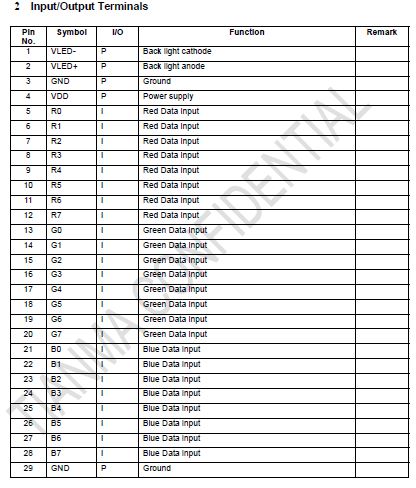 2 Input/Output Terminals
Pin No. Symbol I/O Function Remark
1 VLED- P Back light cathode
2 VLED+ P Back light anode
3 GND P Ground
4 VDD P Power supply
5 R0 I Red Data Input
6 R1 I Red Data Input
7 R2 I Red Data Input
8 R3 I Red Data Input
9 R4 I Red Data Input
10 R5 I Red Data Input
11 R6 I Red Data Input
12 R7 I Red Data Input
13 G0 I Green Data Input
14 G1 I Green Data Input
15 G2 I Green Data Input
16 G3 I Green Data Input
17 G4 I Green Data Input
18 G5 I Green Data Input
19 G6 I Green Data Input
20 G7 I Green Data Input
21 B0 I Blue Data Input
22 B1 I Blue Data Input
23 B2 I Blue Data Input
24 B3 I Blue Data Input
25 B4 I Blue Data Input
26 B5 I Blue Data Input
27 B6 I Blue Data Input
28 B7 I Blue Data Input
29 GND P Ground
TIANMA CONFIDENTIAL